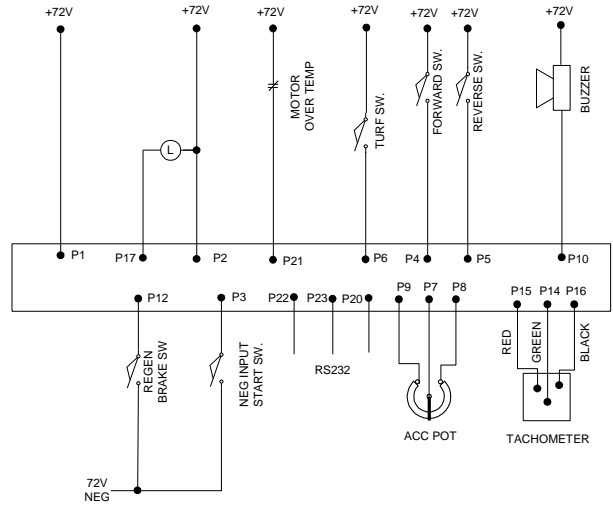 +72V
+72V
+72V
+72V
+72V
+72V
+72V
MOTOR
OVER TEMP
TURF SW.
FORWARD SW.
REVERSE SW.
BUZZER
L
P1
P17
P2
P21
P6
P4
P5
P10
P12
P3
P22
P23
P20
P9
P7
P8
P15
P14
P16
REGEN
BRAKE SW
NEG INPUT
START SW.
RS232
RED
GREEN
BLACK
ACC POT
TACHOMETER
72V
NEG